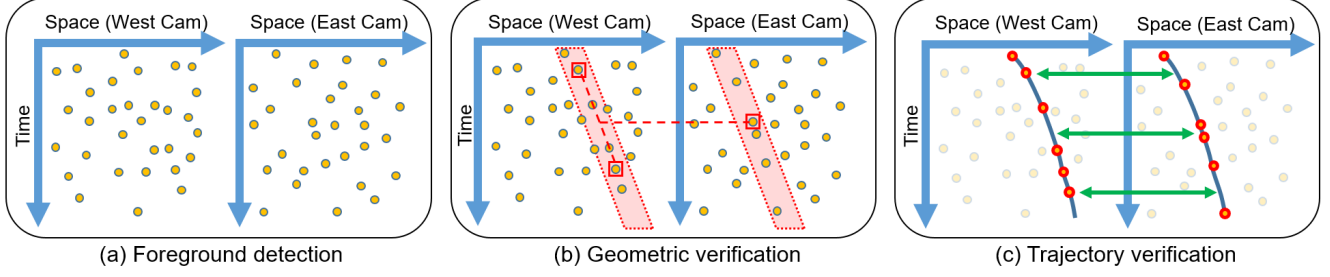 Space (West Cam) Space (East Cam)
Time
(a) Foreground detection
Space (West Cam) Space (East Cam)
Time
(b) Geometric verification
Space (West Cam) Space (East Cam)
Time
(c) Trajectory verification